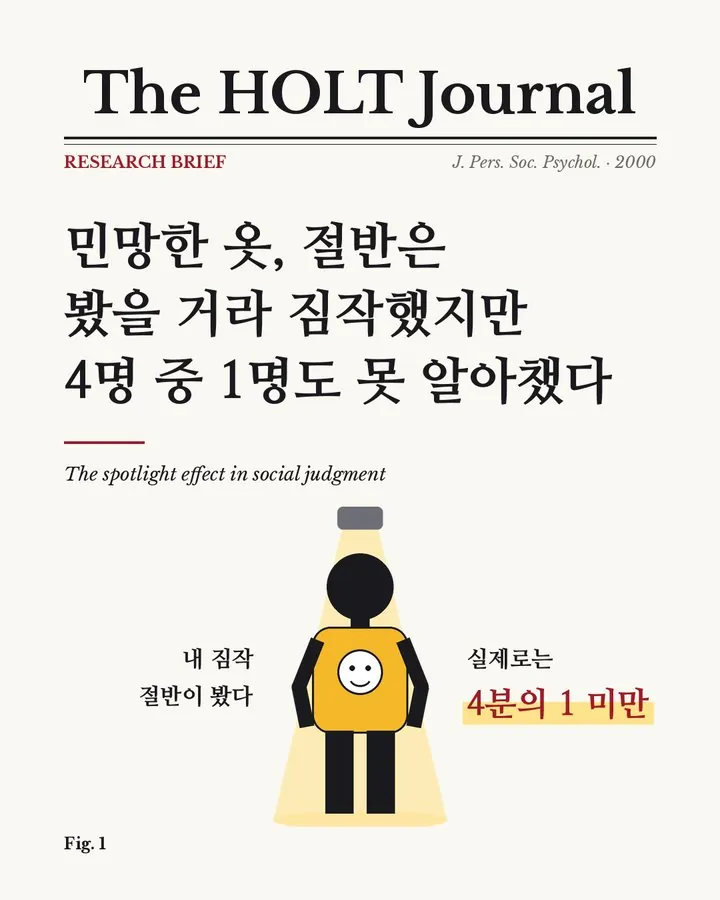 The HOLT Journal
RESEARCH BRIEF
J. Pers. Soc. Psychol. · 2000
민망한 옷, 절반은
봤을 거라 짐작했지만
4명 중 1명도 못 알아챘다
The spotlight effect in social judgment
내 짐작
절반이 봤다
실제로는
4분의 1 미만
Fig. 1